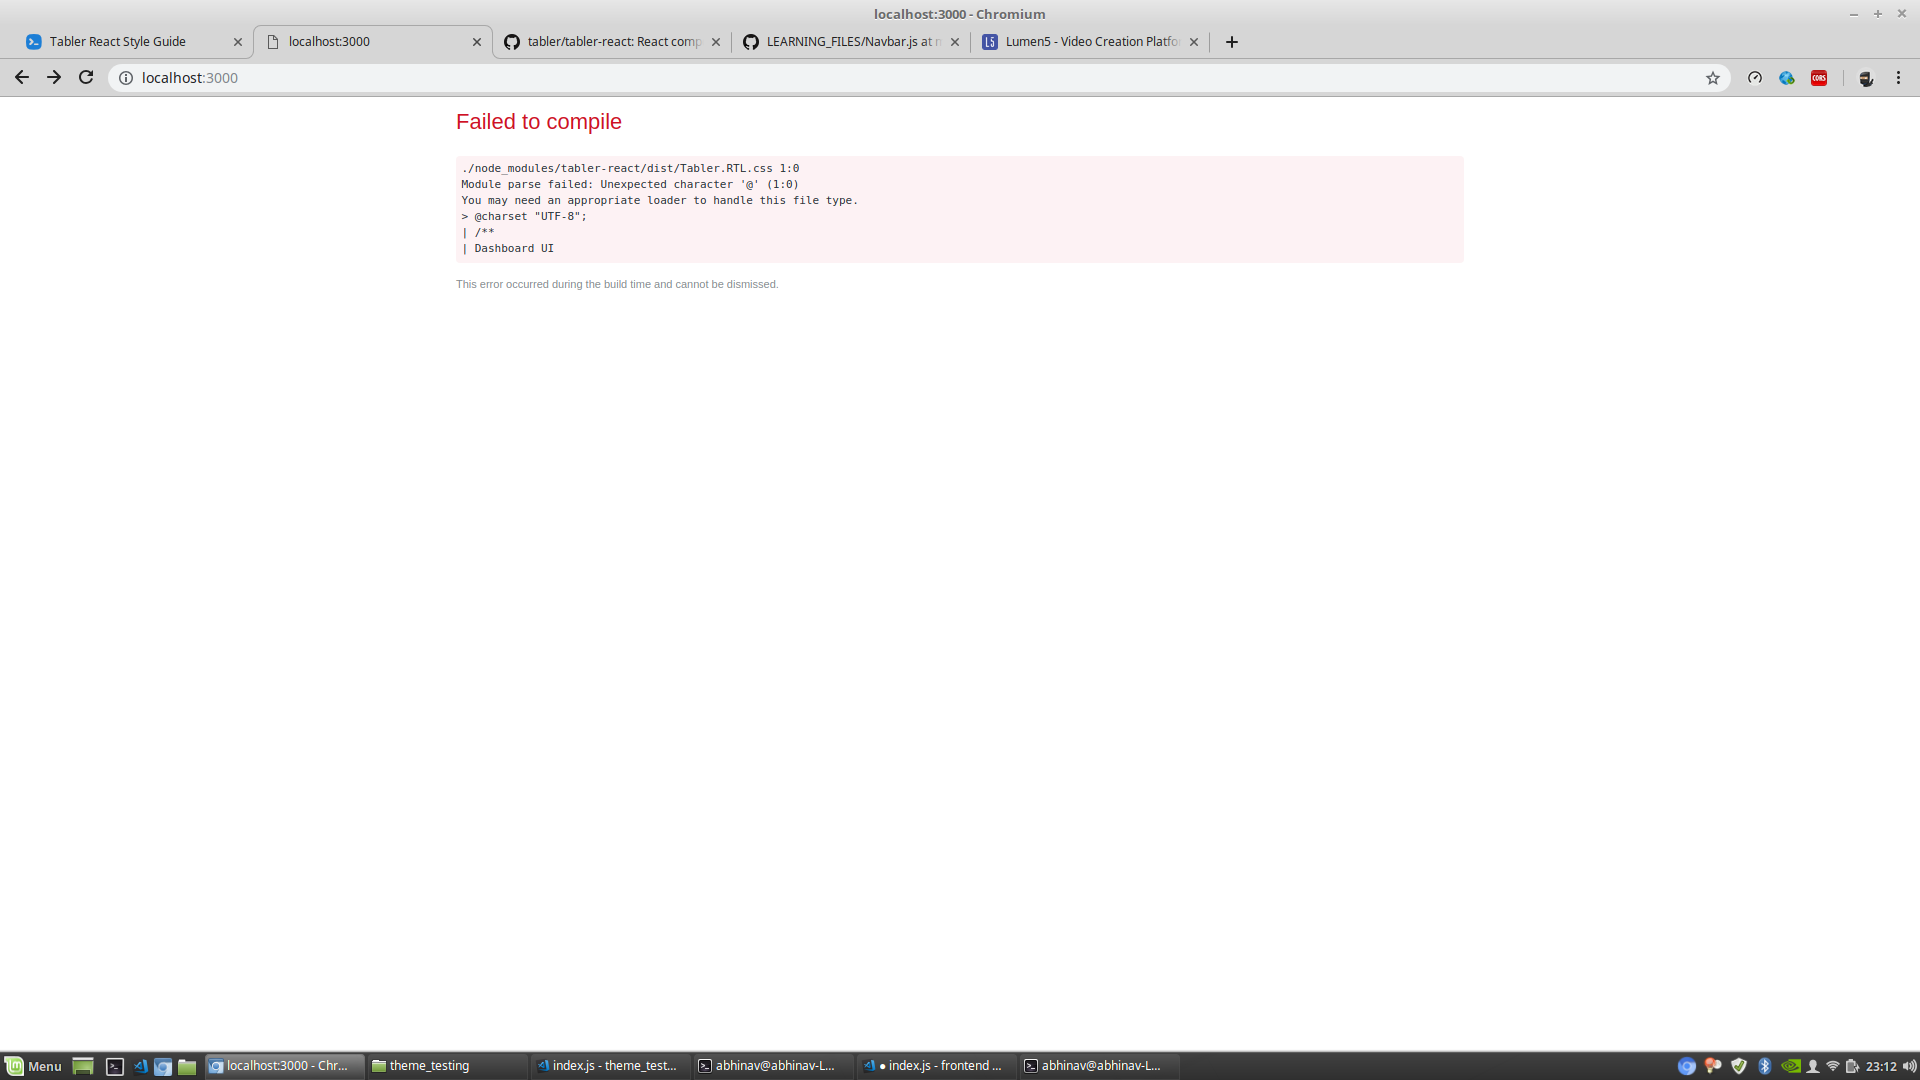 localhost:3000 - Chromium
Tabler React Style Guide
localhost:3000
tabler/tabler-react: React comp
LEARNING_FILES/Navbar.js at m
Lumen5 - Video Creation Platfo
localhost:3000
CORS
Failed to compile
./node_modules/tabler-react/dist/Tabler.RTL.css 1:0
Module parse failed: Unexpected character '@' (1:0)
You may need an appropriate loader to handle this file type.
> @charset "UTF-8";
| /**
| Dashboard UI
This error occurred during the build time and cannot be dismissed.
Menu
localhost:3000 - Chr...
theme_testing
index.js - theme_test...
abhinav@abhinav-L...
● index.js - frontend ...
abhinav@abhinav-L...
23:12